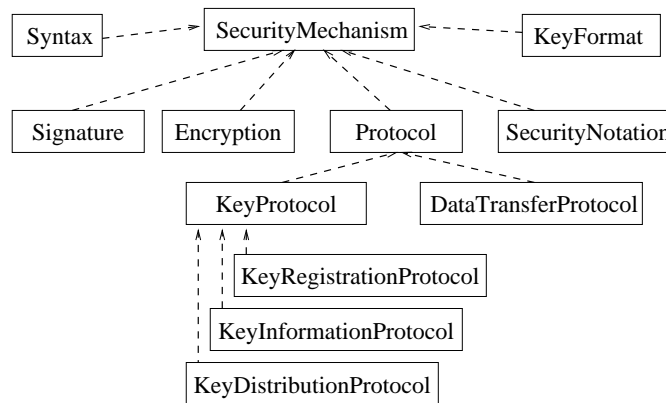 Syntax
SecurityMechanism
KeyFormat
Signature
Encryption
Protocol
SecurityNotation
KeyProtocol
DataTransferProtocol
KeyRegistrationProtocol
KeyInformationProtocol
KeyDistributionProtocol